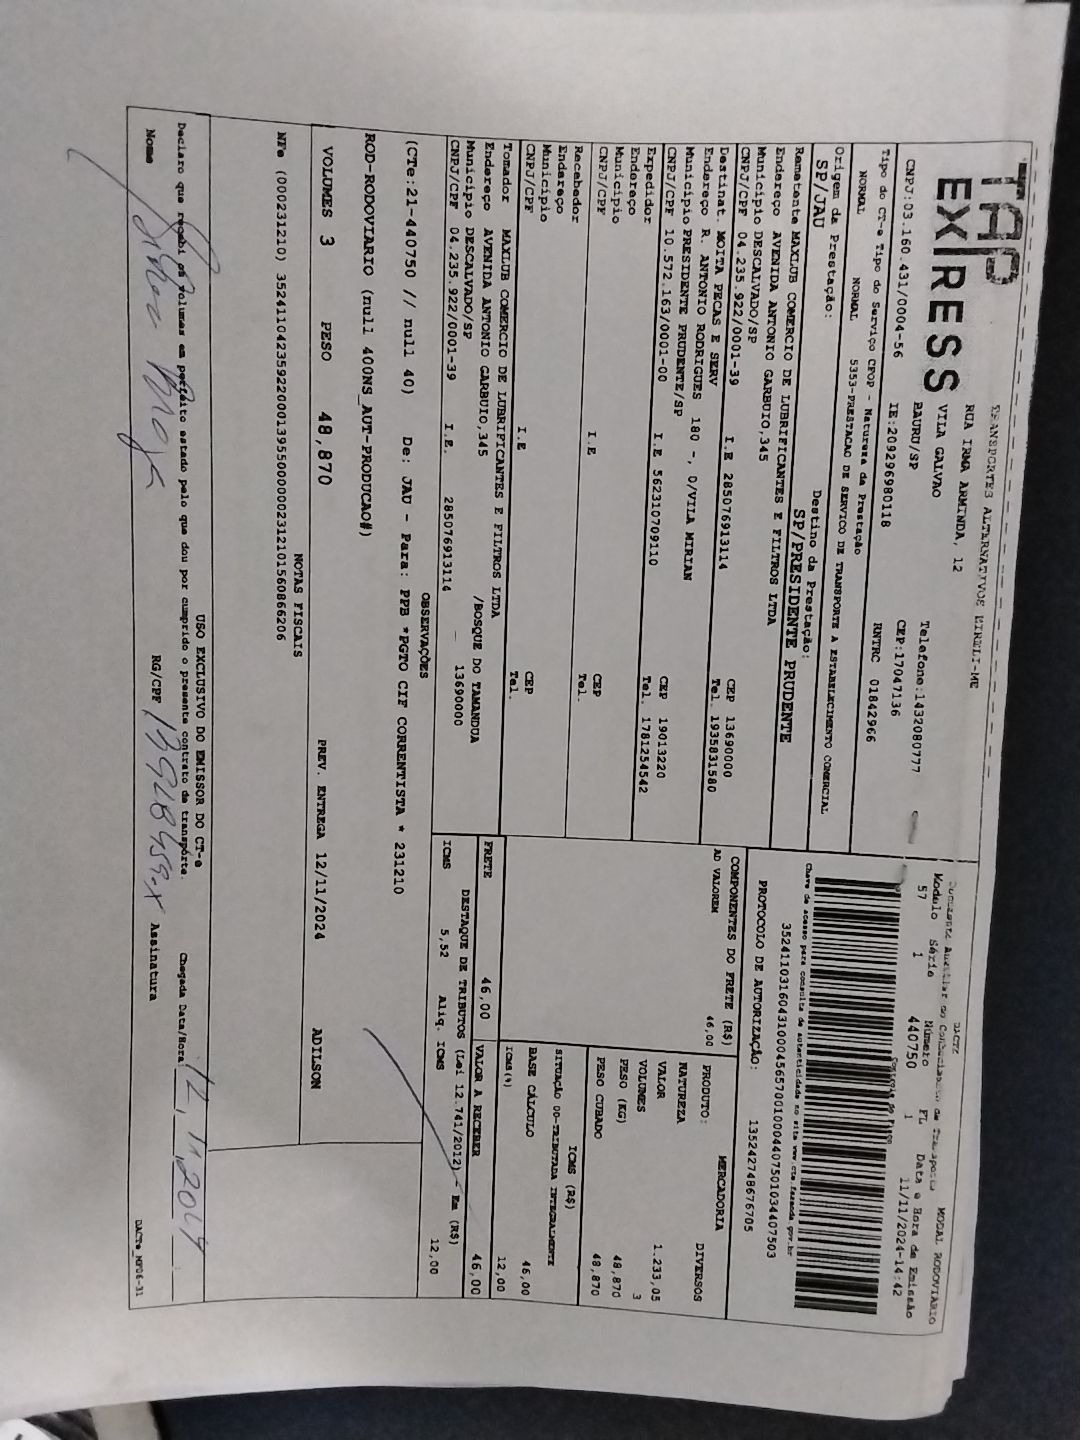 TAP
EXPRESS
TRANSPORTES ALTERNATIVOS EIRELI-ME
RUA IRMA ARMINDA, 12
VILA GALVAO
BAURU/SP
Telefone:1432080777
CEP:17047136
CNPJ:03.160.431/0004-56 IE:209296980118 RNTRC 01842966
DACTE
Documento Auxiliar do Conhecimento de Transporte MODAL RODOVIARIO
Modelo Série Número FL Data e Hora de Emissão
57 1 440750 1 11/11/2024-14:42
Controle do Fisco
Chave de acesso para consulta de autenticidade no site www.cte.fazenda.gov.br
35241103160431000456570010004407501034407503
PROTOCOLO DE AUTORIZAÇÃO: 135242748676705
Tipo do CT-e Tipo do Serviço CFOP - Natureza da Prestação
NORMAL NORMAL 5353-PRESTACAO DE SERVICO DE TRANSPORTE A ESTABELECIMENTO COMERCIAL
Origem da Prestação: Destino da Prestação:
SP/JAU SP/PRESIDENTE PRUDENTE
Remetente MAXLUB COMERCIO DE LUBRIFICANTES E FILTROS LTDA
Endereço AVENIDA ANTONIO GARBUIO,345
Município DESCALVADO/SP CEP 13690000
CNPJ/CPF 04.235.922/0001-39 I.E 285076913114 Tel. 1935831580
Destinat. MOITA PECAS E SERV
Endereço R. ANTONIO RODRIGUES 180 -, 0/VILA MIRIAN
Município PRESIDENTE PRUDENTE/SP CEP 19013220
CNPJ/CPF 10.572.163/0001-00 I.E 562310709110 Tel. 1781254542
Expedidor
Endereço
Município CEP
CNPJ/CPF I.E Tel.
Recebedor
Endereço
Município CEP
CNPJ/CPF I.E Tel.
Tomador MAXLUB COMERCIO DE LUBRIFICANTES E FILTROS LTDA
Endereço AVENIDA ANTONIO GARBUIO,345 /BOSQUE DO TAMANDUA
Município DESCALVADO/SP 13690000
CNPJ/CPF 04.235.922/0001-39 I.E. 285076913114
COMPONENTES DO FRETE (R$)
AD VALOREM 46,00
FRETE 46,00
PRODUTO: MERCADORIA
NATUREZA DIVERSOS
VALOR 1.233,05
VOLUMES 3
PESO (KG) 48,870
PESO CUBADO 48,870
ICMS (R$)
SITUAÇÃO 00-TRIBUTADA INTEGRALMENTE
BASE CÁLCULO 46,00
ICMS(%) 12,00
VALOR A RECEBER 46,00
DESTAQUE DE TRIBUTOS (Lei 12.741/2012) - Em (R$)
ICMS 5,52 Aliq. ICMS 12,00
OBSERVAÇÕES
(CTe:21-440750 // null 40) De: JAU - Para: PPB *PGTO CIF CORRENTISTA * 231210
ROD-RODOVIARIO (null 400NS_AUT-PRODUCAO#)
VOLUMES 3 PESO 48,870 PREV. ENTREGA 12/11/2024 ADILSON
NOTAS FISCAIS
NFe (000231210) 35241104235922000139550000002312101560866206
USO EXCLUSIVO DO EMISSOR DO CT-e
Declaro que recebi os volumes em perfeito estado pelo que dou por cumprido o presente contrato de transporte.
Chegada Data/Hora: 12, 11, 2024
Nome RG/CPF Assinatura
DACTe_MP06-31